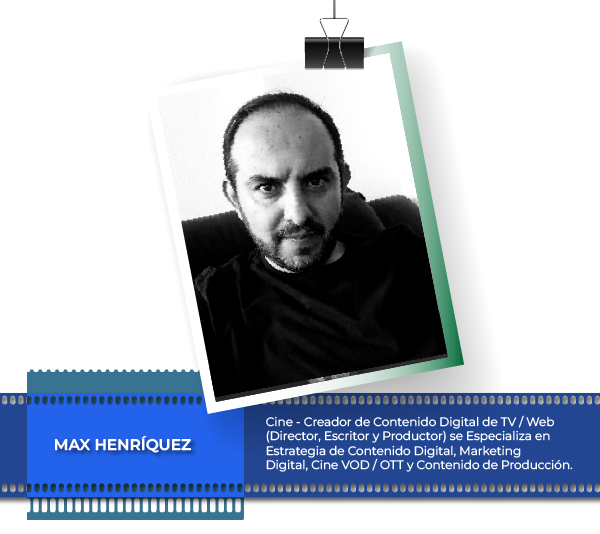 MAX HENRÍQUEZ
Cine - Creador de Contenido Digital de TV / Web
(Director, Escritor y Productor) se Especializa en
Estrategia de Contenido Digital, Marketing
Digital, Cine VOD / OTT y Contenido de Producción.